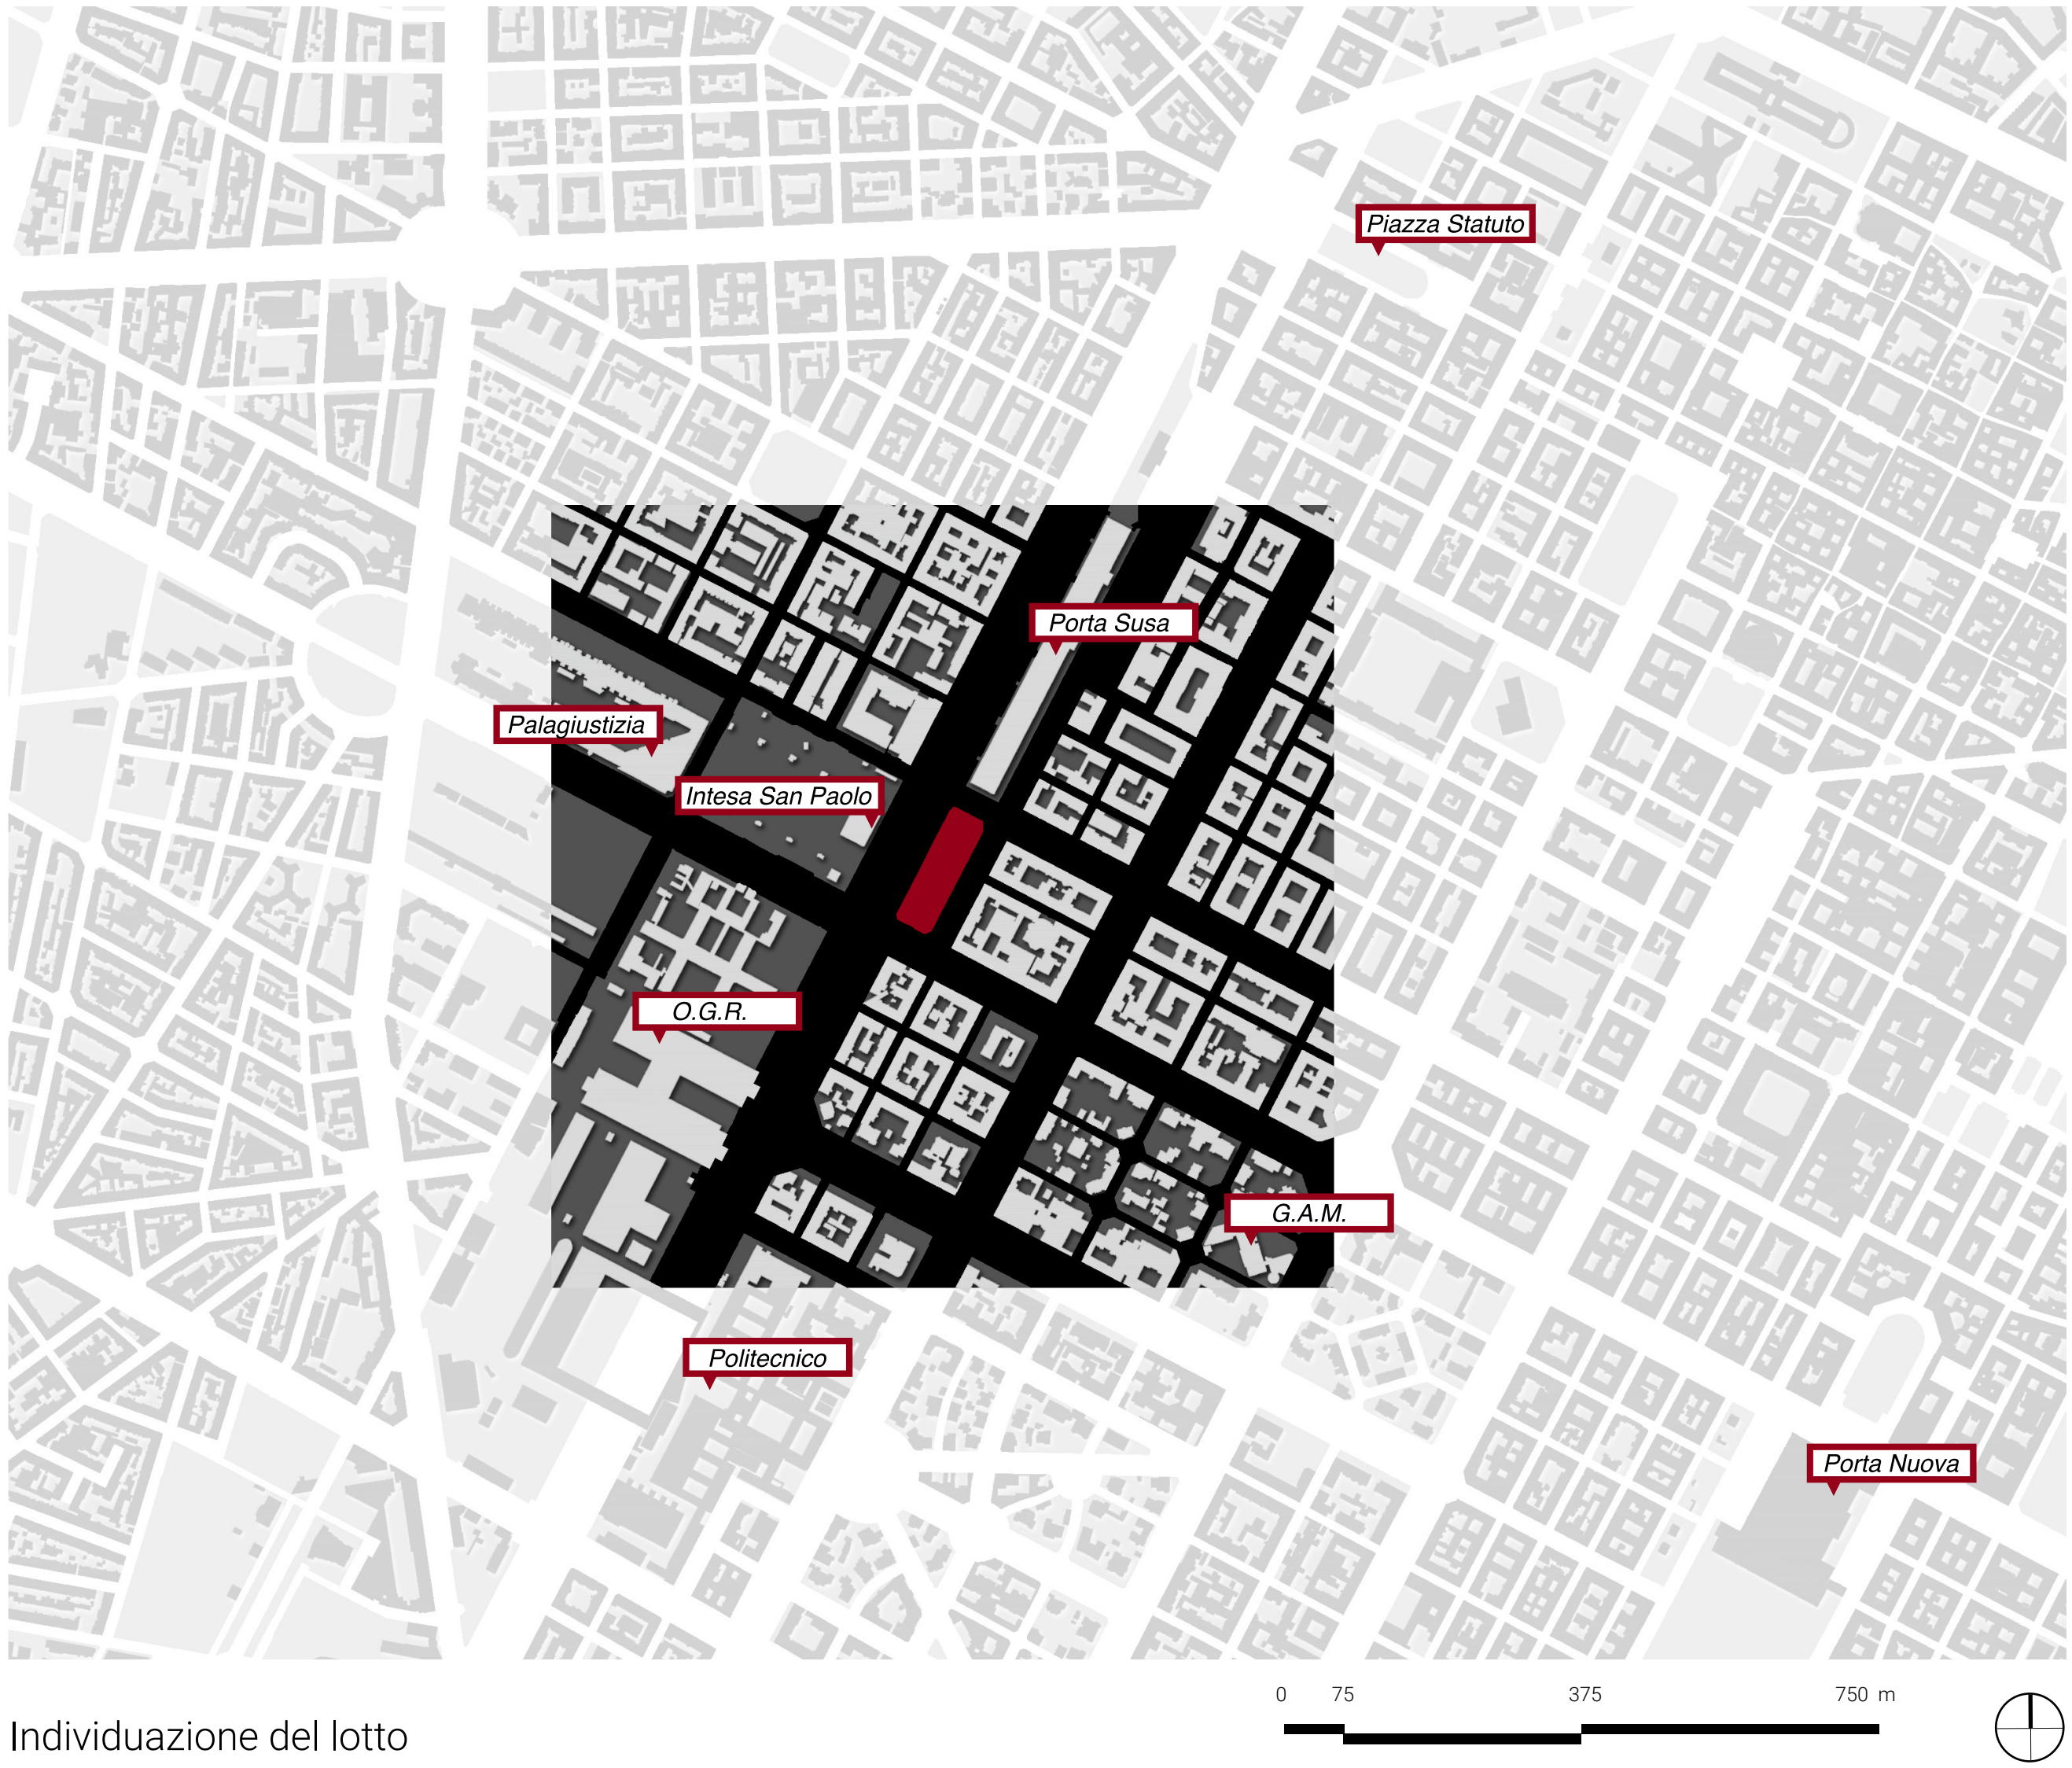 Piazza Statuto
Porta Susa
Palagiustizia
Intesa San Paolo
O.G.R.
G.A.M.
Politecnico
Porta Nuova
0 75 375 750 m
Individuazione del lotto